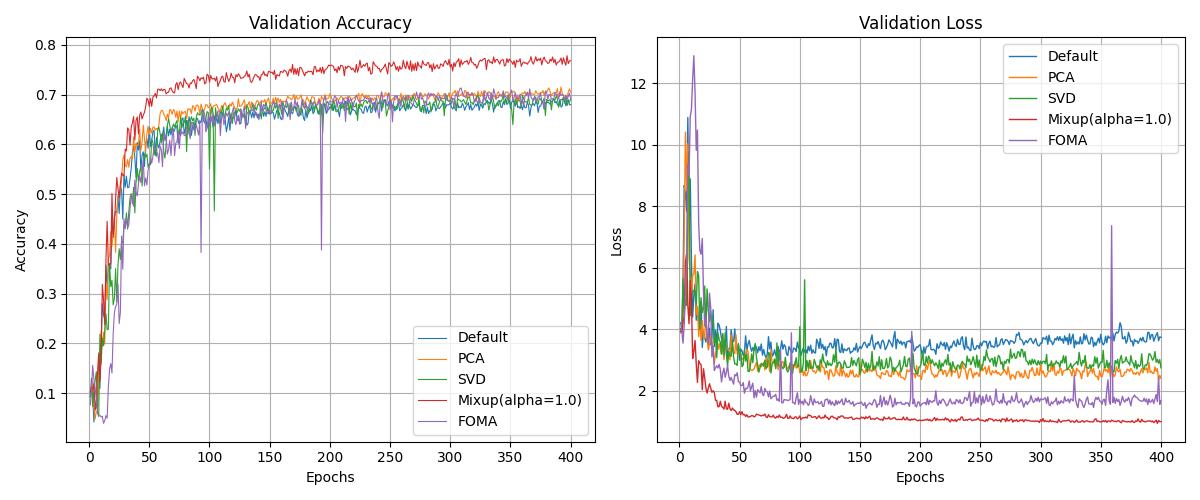 Validation Accuracy
Accuracy
0.8
0.7
0.6
0.5
0.4
0.3
0.2
0.1
Default
PCA
SVD
Mixup(alpha=1.0)
FOMA
0 50 100 150 200 250 300 350 400
Epochs
Validation Loss
Loss
12
10
8
6
4
2
Default
PCA
SVD
Mixup(alpha=1.0)
FOMA
0 50 100 150 200 250 300 350 400
Epochs